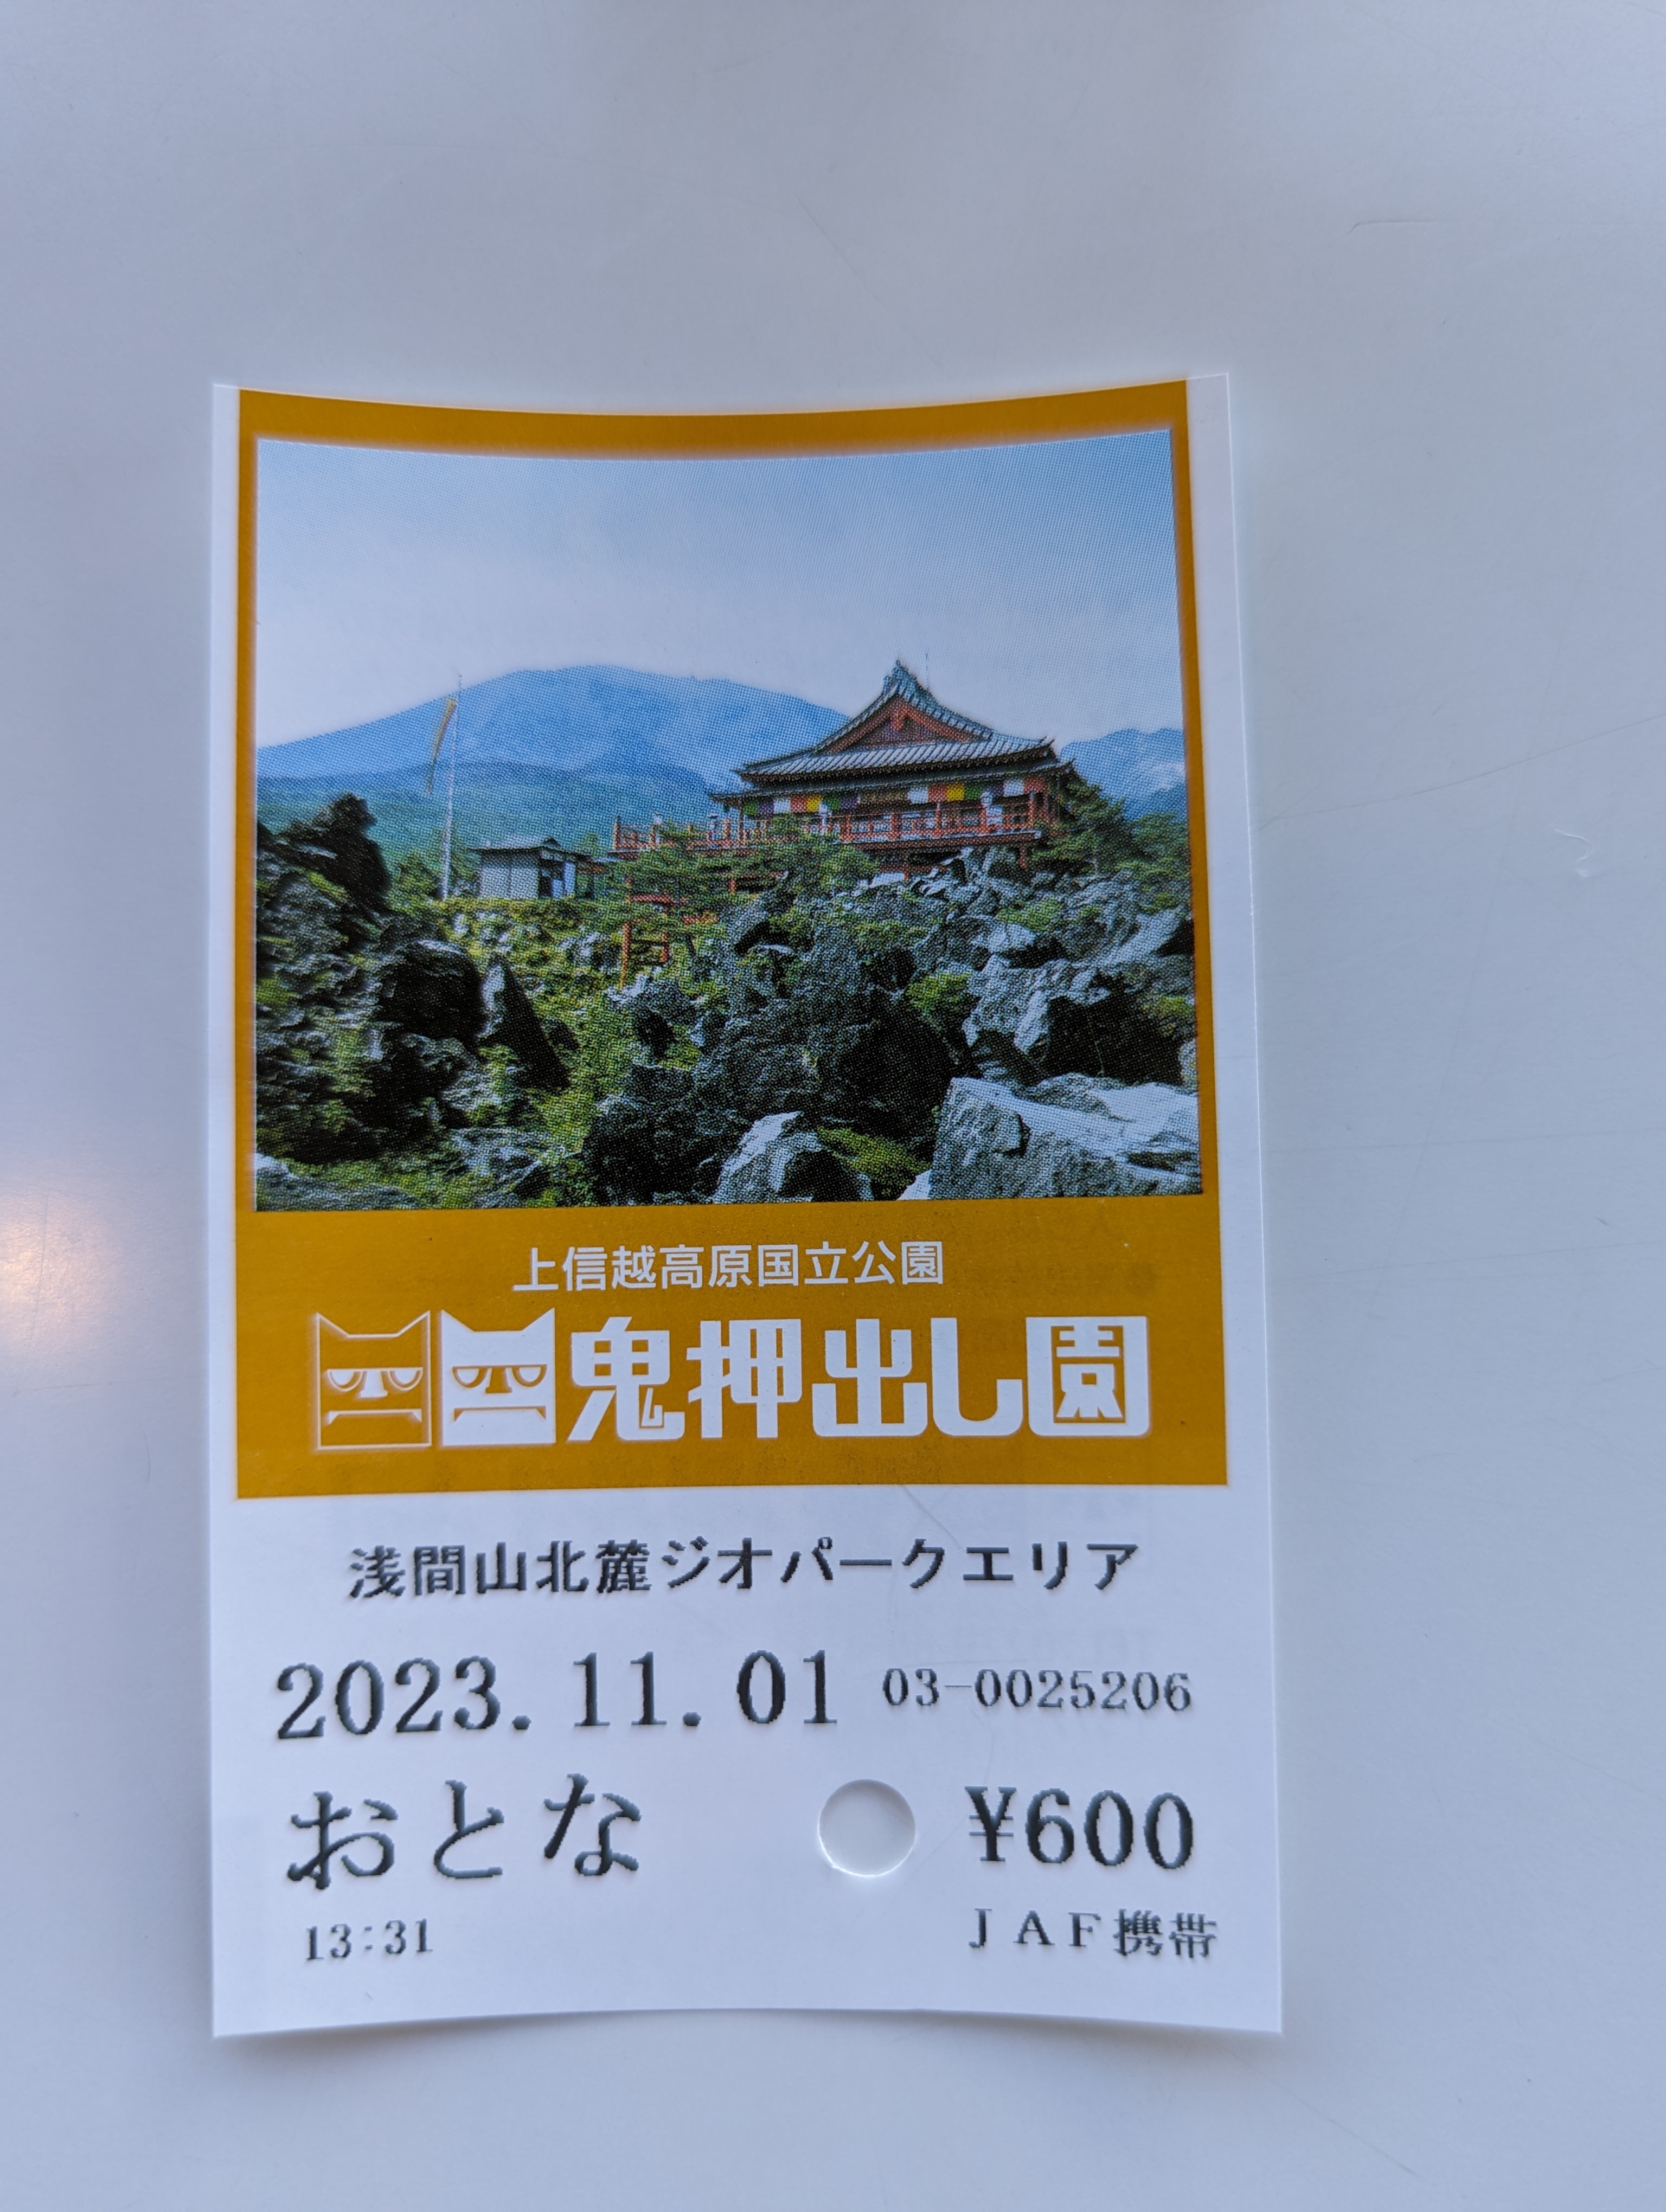 上信越高原国立公園
鬼押出し園
浅間山北麓ジオパークエリア
2023.11.01 03-0025206
おとな ¥600
13:31 JAF携帯